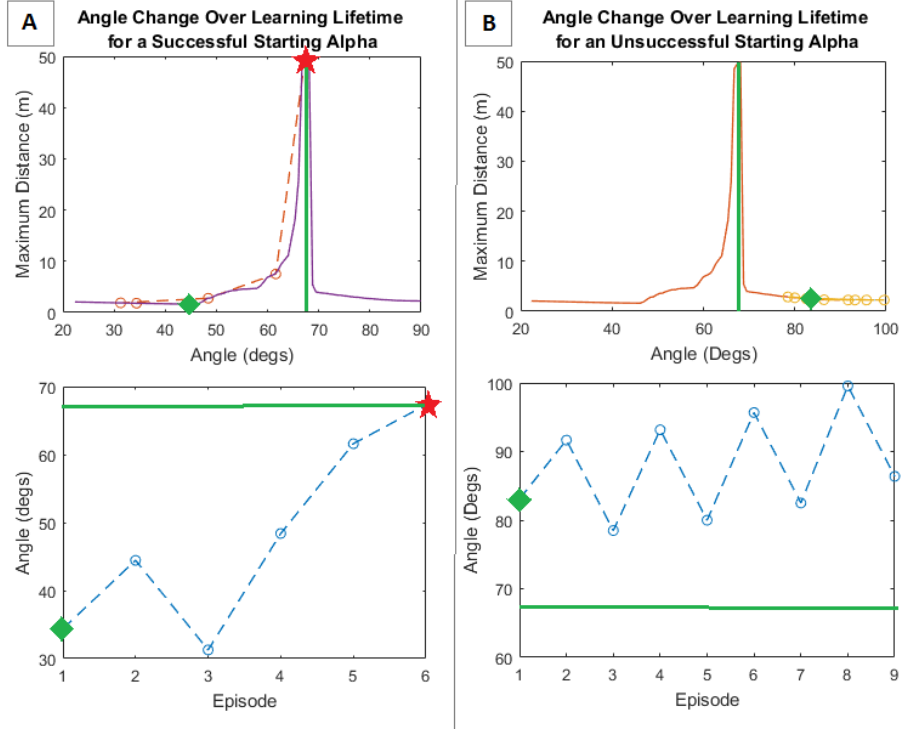 A
Angle Change Over Learning Lifetime
for a Successful Starting Alpha
50
40
30
20
10
0
Maximum Distance (m)
20 30 40 50 60 70 80 90
Angle (degs)
70
60
50
40
30
Angle (degs)
1 2 3 4 5 6
Episode
B
Angle Change Over Learning Lifetime
for an Unsuccessful Starting Alpha
50
40
30
20
10
0
Maximum Distance (m)
20 40 60 80 100
Angle (Degs)
100
90
80
70
60
Angle (Degs)
1 2 3 4 5 6 7 8 9
Episode